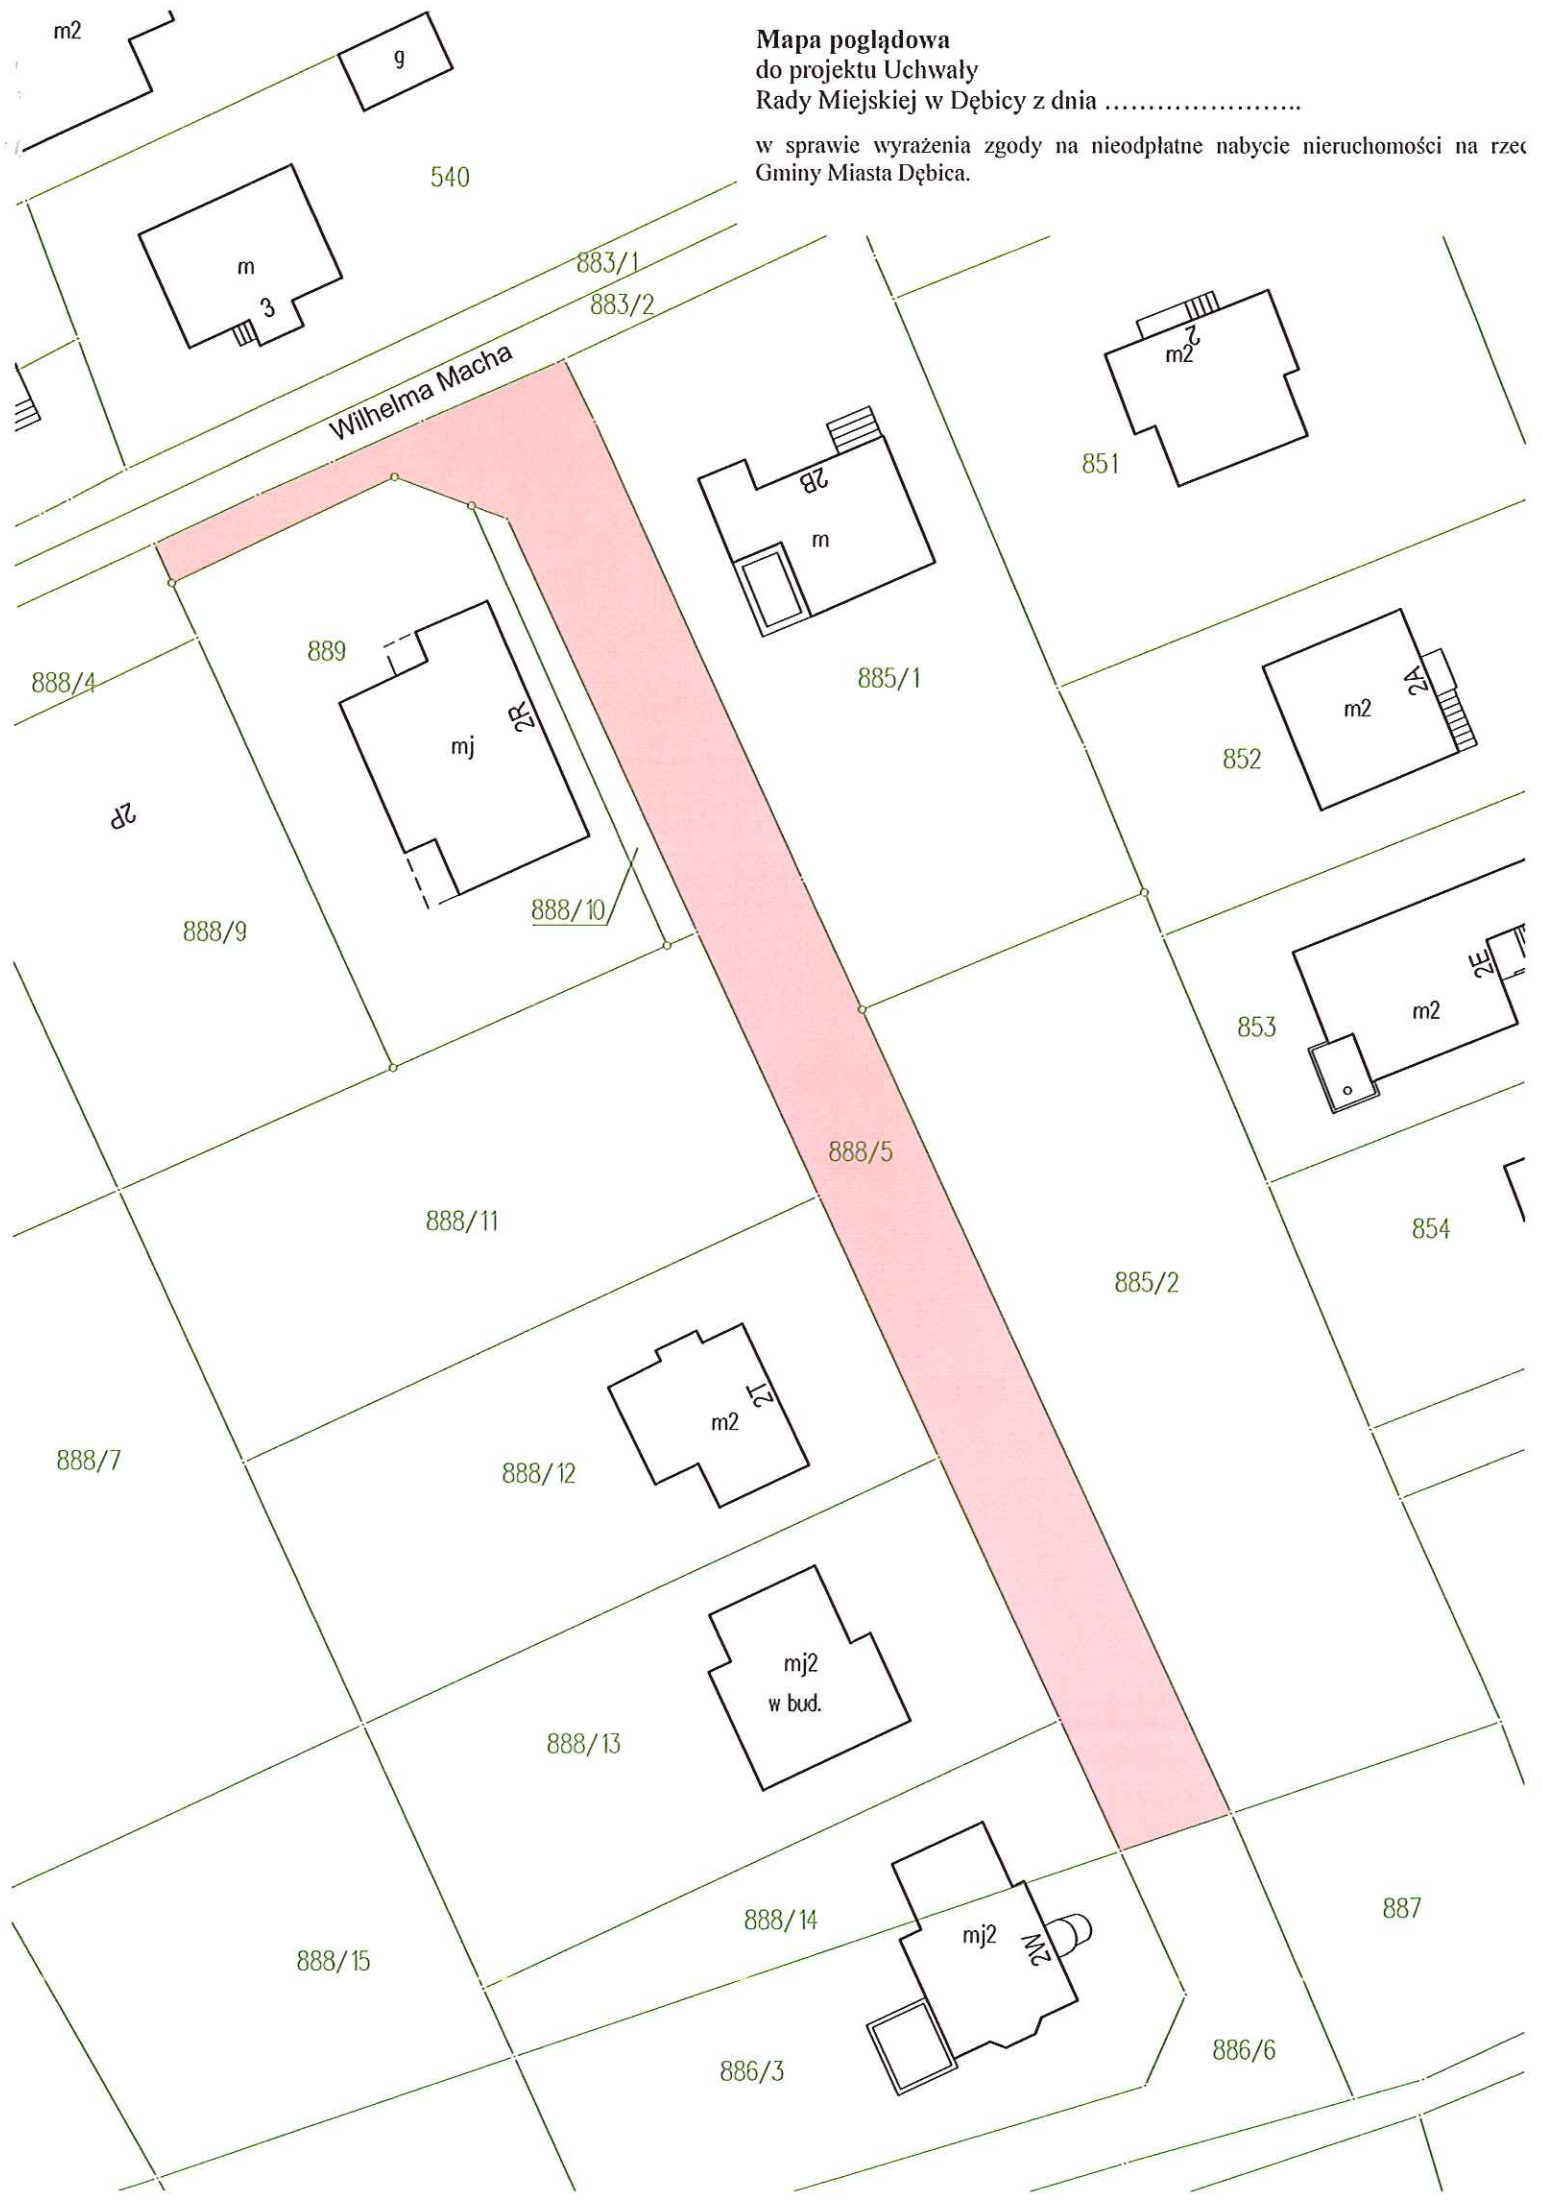 Mapa poglądowa
do projektu Uchwały
Rady Miejskiej w Dębicy z dnia ........................
w sprawie wyrażenia zgody na nieodpłatne nabycie nieruchomości na rzec
Gminy Miasta Dębica.
m2
g
540
m
3
883/1
883/2
Wilhelma Macha
2
m2
851
2B
m
885/1
2A
m2
852
888/4
889
mj
2R
2P
888/10
888/9
2E
m2
853
888/5
888/11
854
885/2
2T
m2
888/7
888/12
mj2
w bud.
888/13
888/14
mj2
2W
887
888/15
886/3
886/6